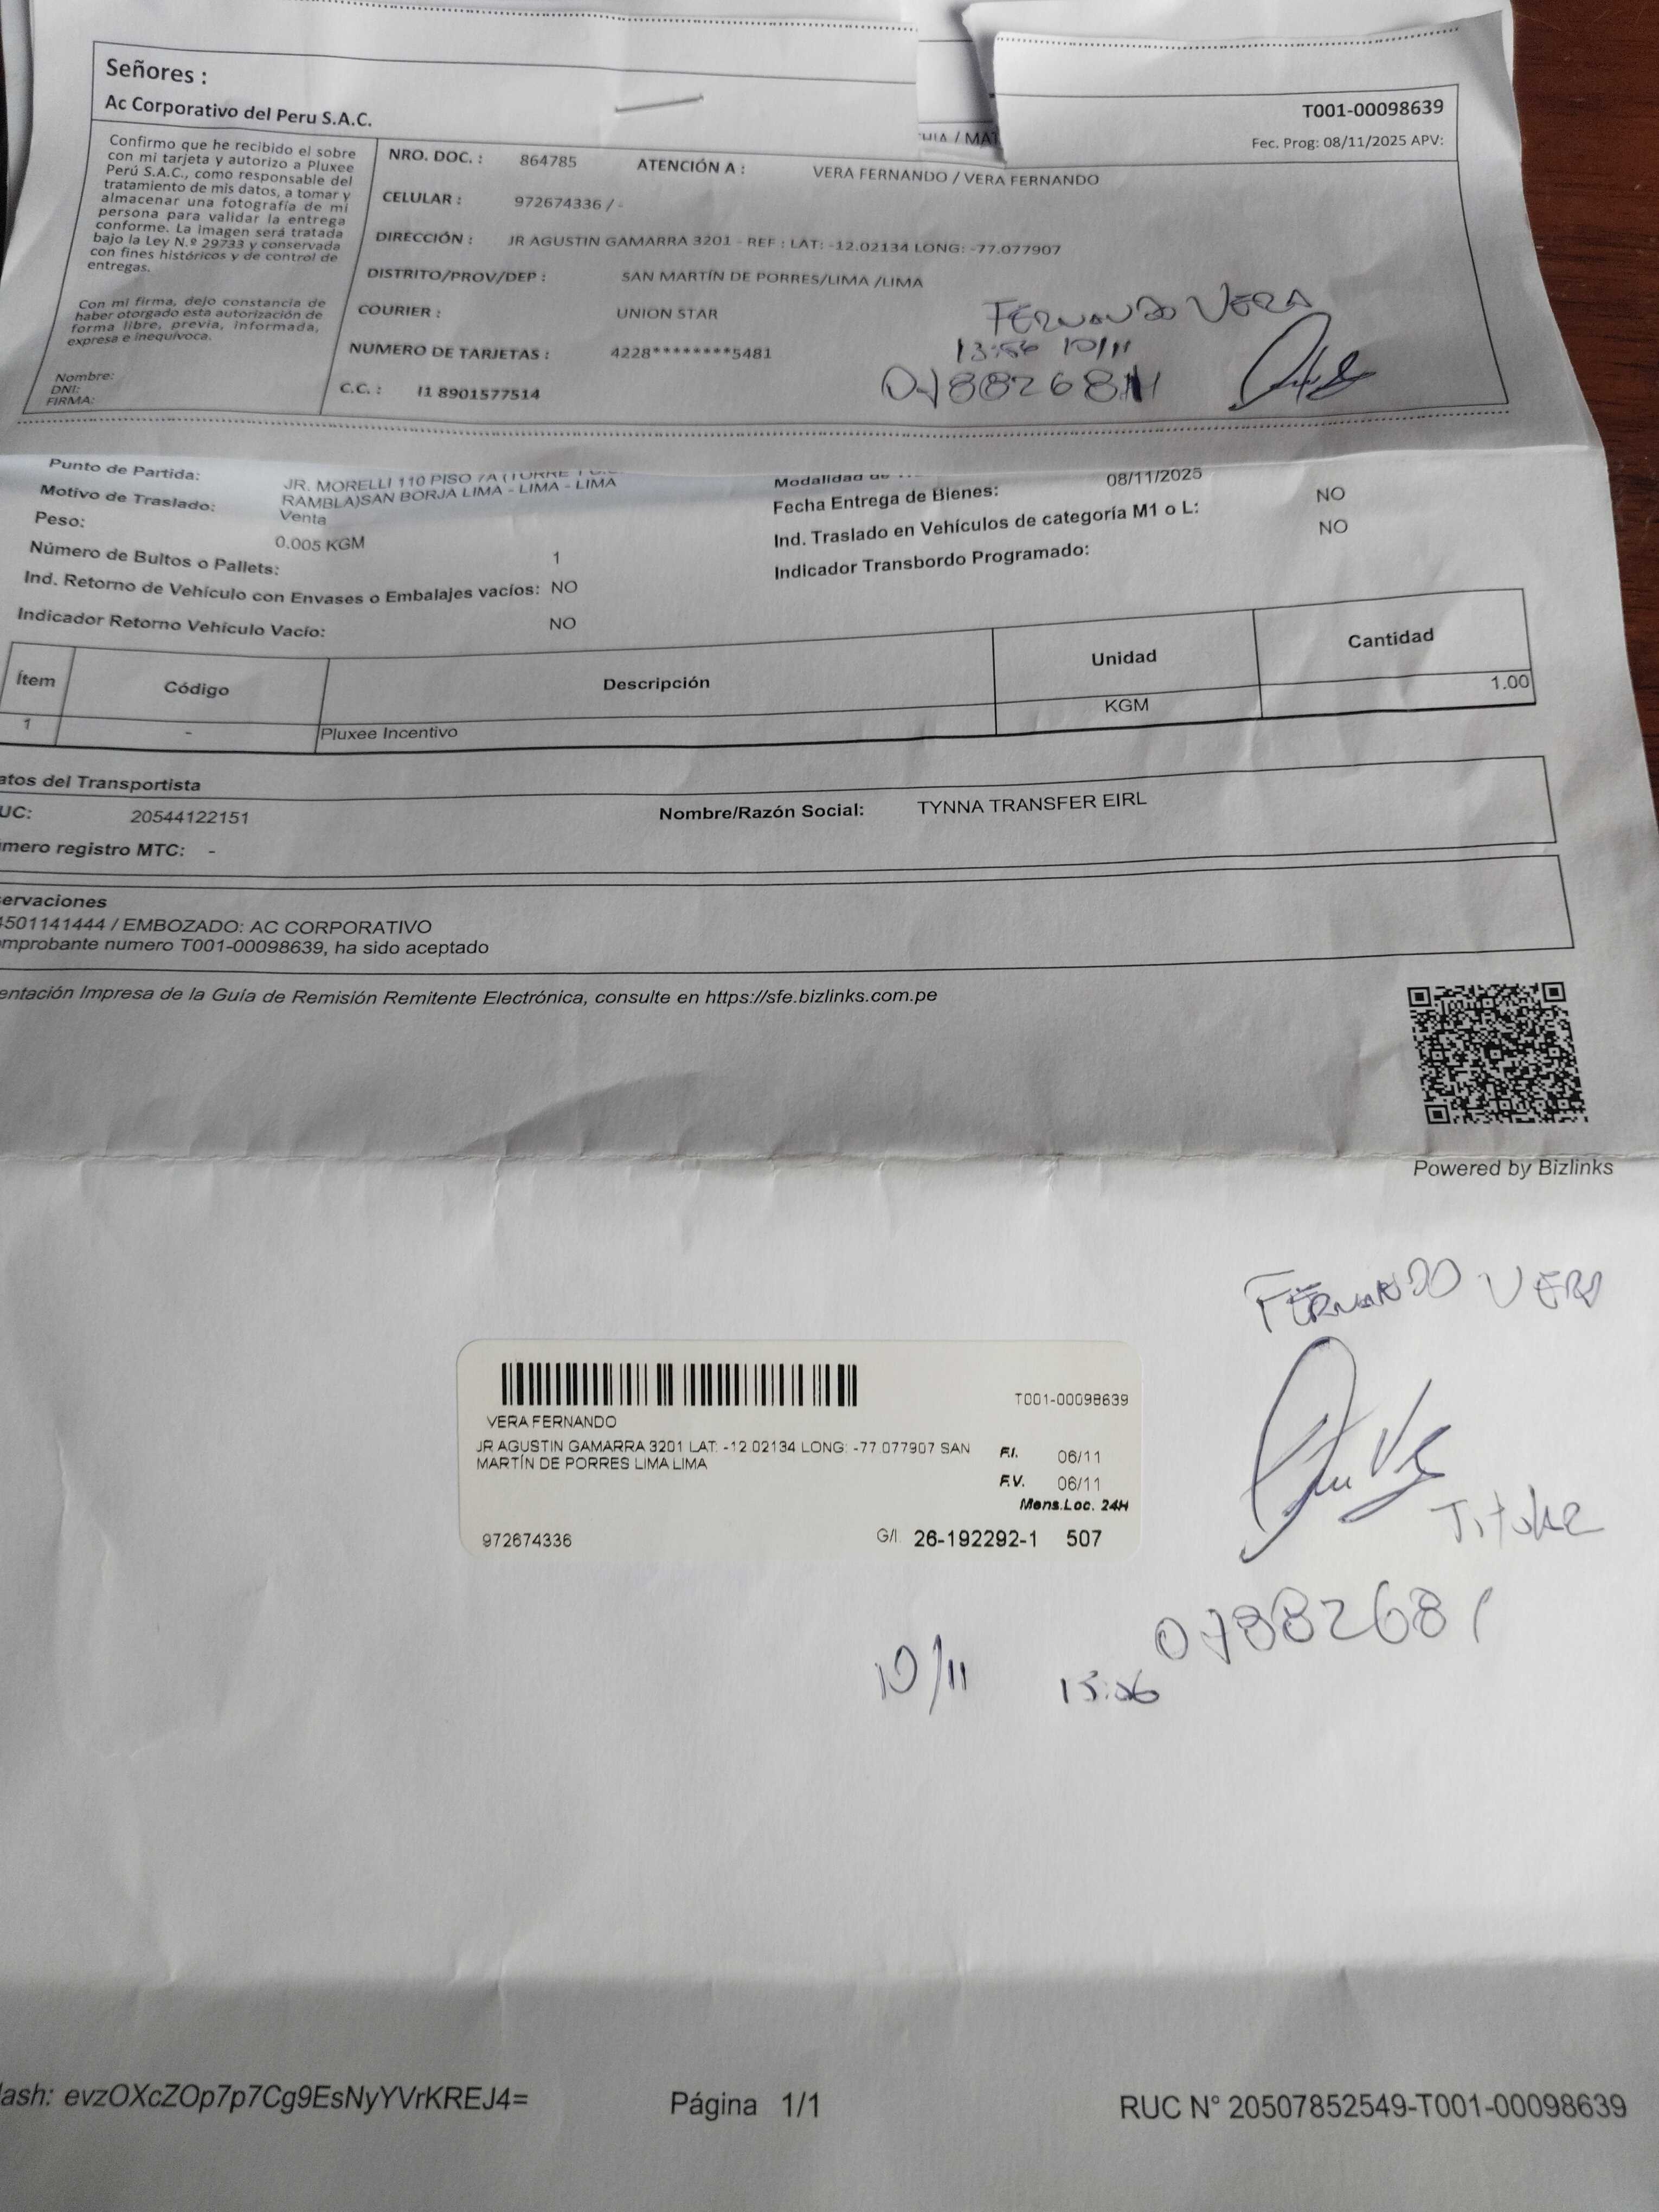 Señores :
Ac Corporativo del Peru S.A.C.
T001-00098639
Fec. Prog: 08/11/2025 APV:
Confirmo que he recibido el sobre
con mi tarjeta y autorizo a Pluxee
Perú S.A.C., como responsable del
tratamiento de mis datos, a tomar y
almacenar una fotografía de mi
persona para validar la entrega
conforme. La imagen será tratada
bajo la Ley N.º 29733 y conservada
con fines históricos y de control de
entregas.
Con mi firma, dejo constancia de
haber otorgado esta autorización de
forma libre, previa, informada,
expresa e inequívoca.
Nombre:
DNI:
FIRMA:
NRO. DOC. : 864785 ATENCIÓN A : VERA FERNANDO / VERA FERNANDO
CELULAR : 972674336 / -
DIRECCIÓN : JR AGUSTIN GAMARRA 3201 - REF : LAT: -12.02134 LONG: -77.077907
DISTRITO/PROV/DEP : SAN MARTÍN DE PORRES/LIMA /LIMA
COURIER : UNION STAR
NUMERO DE TARJETAS : 4228********5481
C.C. : I1 8901577514
FERNANDO VERA
10/11
Punto de Partida: JR. MORELLI 110 PISO 7A
RAMBLA)SAN BORJA LIMA - LIMA - LIMA
Motivo de Traslado: Venta
Peso: 0.005 KGM
Número de Bultos o Pallets: 1
Ind. Retorno de Vehículo con Envases o Embalajes vacíos: NO
Indicador Retorno Vehículo Vacío: NO
Modalidad de
Fecha Entrega de Bienes: 08/11/2025
Ind. Traslado en Vehículos de categoría M1 o L: NO
Indicador Transbordo Programado: NO
Ítem Código Descripción Unidad Cantidad
1 - Pluxee Incentivo KGM 1.00
atos del Transportista
UC: 20544122151 Nombre/Razón Social: TYNNA TRANSFER EIRL
mero registro MTC: -
ervaciones
4501141444 / EMBOZADO: AC CORPORATIVO
mprobante numero T001-00098639, ha sido aceptado
entación Impresa de la Guía de Remisión Remitente Electrónica, consulte en https://sfe.bizlinks.com.pe
Powered by Bizlinks
FERNANDO VERA
Titular
07882681
10/11
T001-00098639
VERA FERNANDO
JR AGUSTIN GAMARRA 3201 LAT: -12.02134 LONG: -77.077907 SAN
MARTÍN DE PORRES LIMA LIMA
F.I. 06/11
F.V. 06/11
Mens.Loc. 24H
972674336 G/I. 26-192292-1 507
lash: evzOXcZOp7p7Cg9EsNyYVrKREJ4= Página 1/1 RUC N° 20507852549-T001-00098639